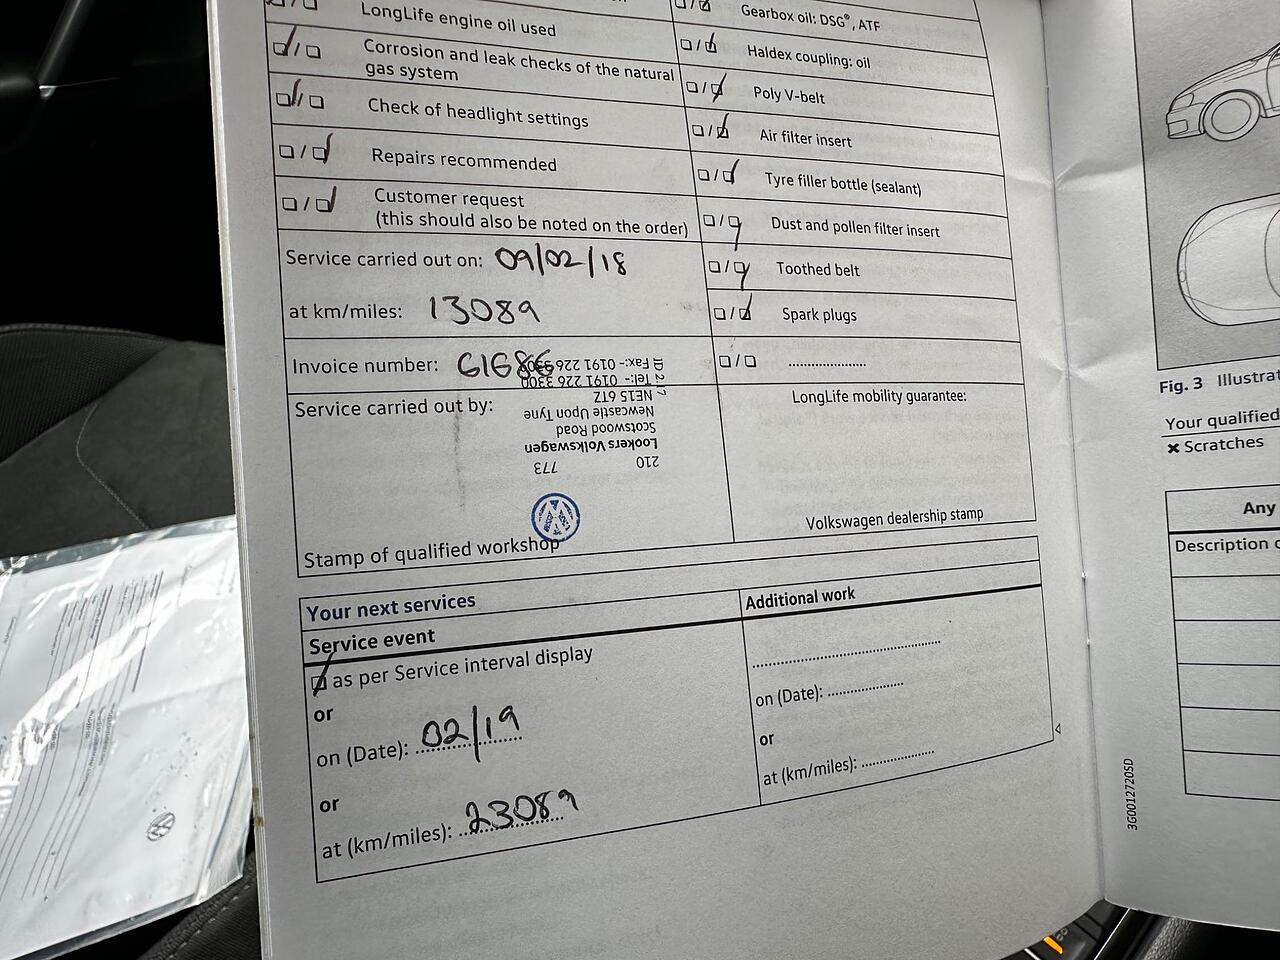 LongLife engine oil used
Corrosion and leak checks of the natural
gas system
Check of headlight settings
Repairs recommended
Customer request
(this should also be noted on the order)
Service carried out on: 09/02/18
at km/miles: 13089
Invoice number:
Service carried out by:
Fax:- 0191 226
Tel:- 0191 226 3300
NE15 6TZ
Newcastle Upon Tyne
Scotswood Road
Lookers Volkswagen
210 773
Stamp of qualified workshop
Gearbox oil: DSG®, ATF
Haldex coupling: oil
Poly V-belt
Air filter insert
Tyre filler bottle (sealant)
Dust and pollen filter insert
Toothed belt
Spark plugs
LongLife mobility guarantee:
Volkswagen dealership stamp
Your next services
Service event
as per Service interval display
or
on (Date): 02/19
or
at (km/miles): 23089
Additional work
on (Date):
or
at (km/miles):
3G0012720SD
Fig. 3
Your qualified
× Scratches
Any
Description